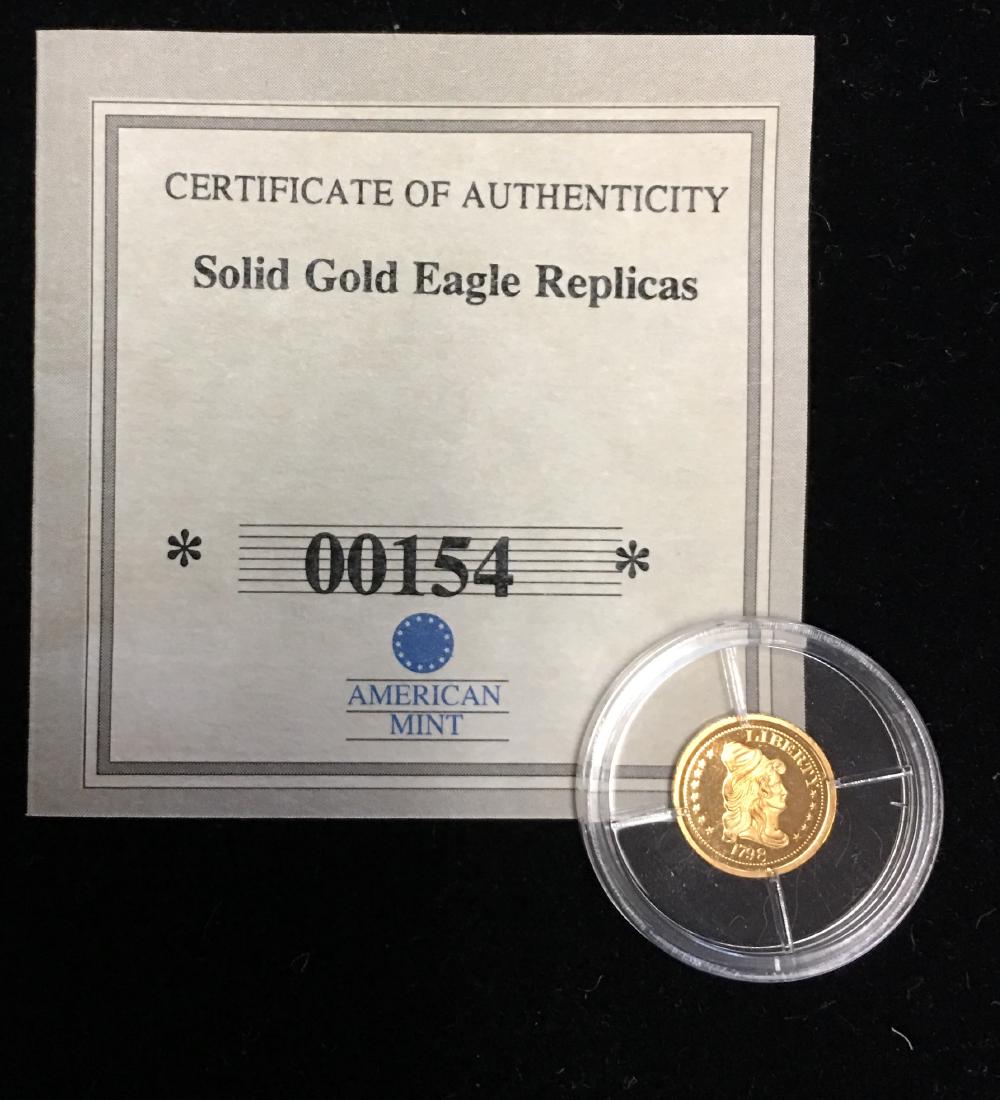 CERTIFICATE OF AUTHENTICITY
Solid Gold Eagle Replicas
* 00154 *
AMERICAN
MINT
LIBERTY
1798